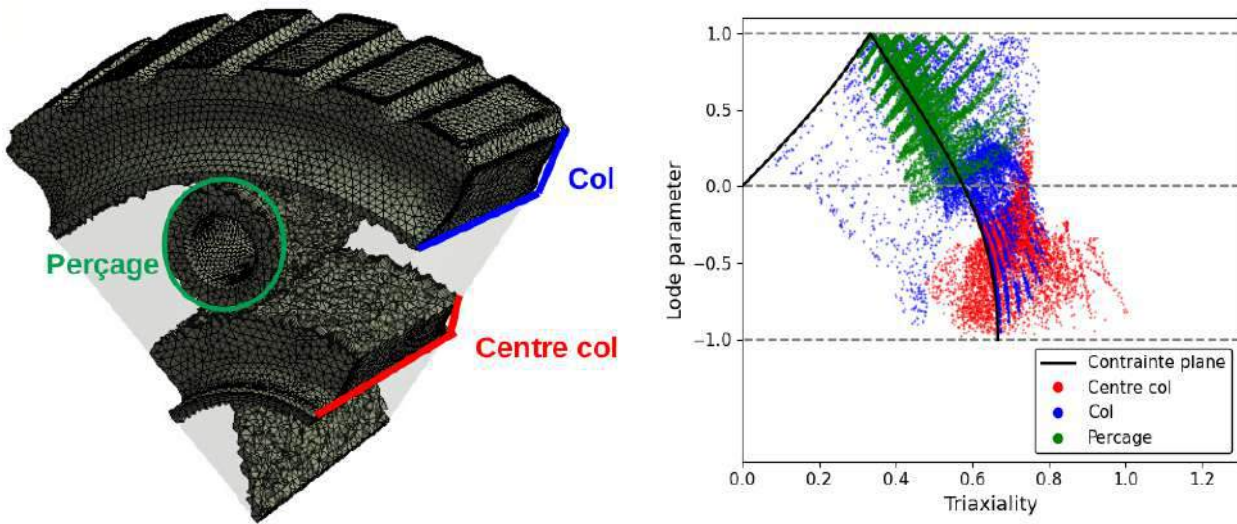 Col
Perçage
Centre col
1.0
0.5
0.0
−0.5
−1.0
Lode parameter
0.0
0.2
0.4
0.6
0.8
1.0
1.2
Triaxiality
Contrainte plane
Centre col
Col
Percage